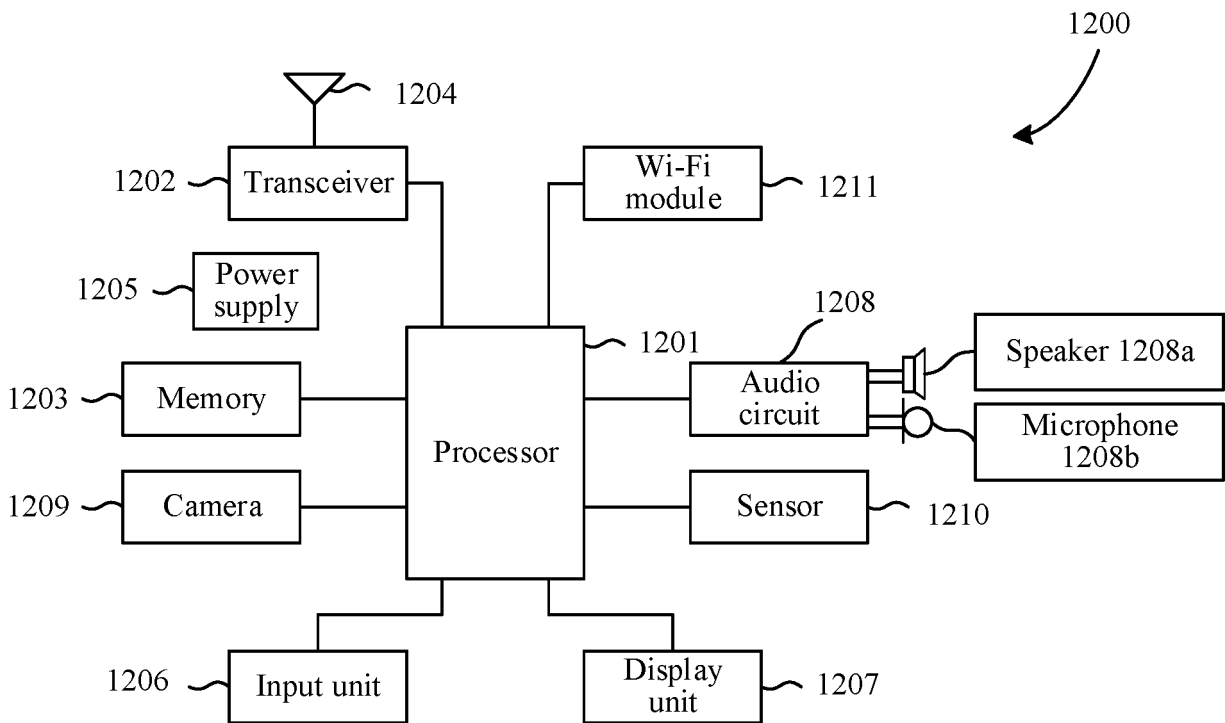 1200
1204
1202
Transceiver
Wi-Fi
module
1211
1205
Power
supply
1208
1201
Speaker 1208a
1203
Memory
Audio
circuit
Processor
Microphone
1208b
1209
Camera
Sensor
1210
1206
Input unit
Display
unit
1207